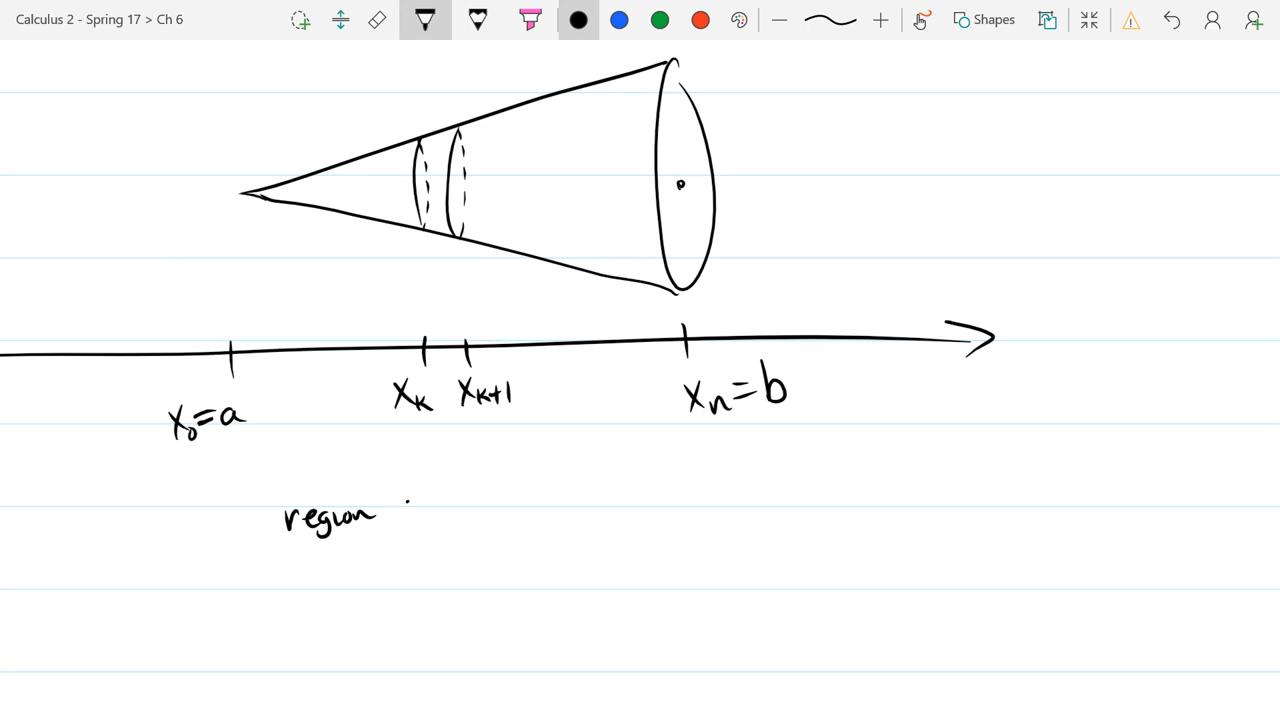 Calculus 2 - Spring 17 > Ch 6
Shapes
x₀=a
xₖ
xₖ₊₁
xₙ=b
region